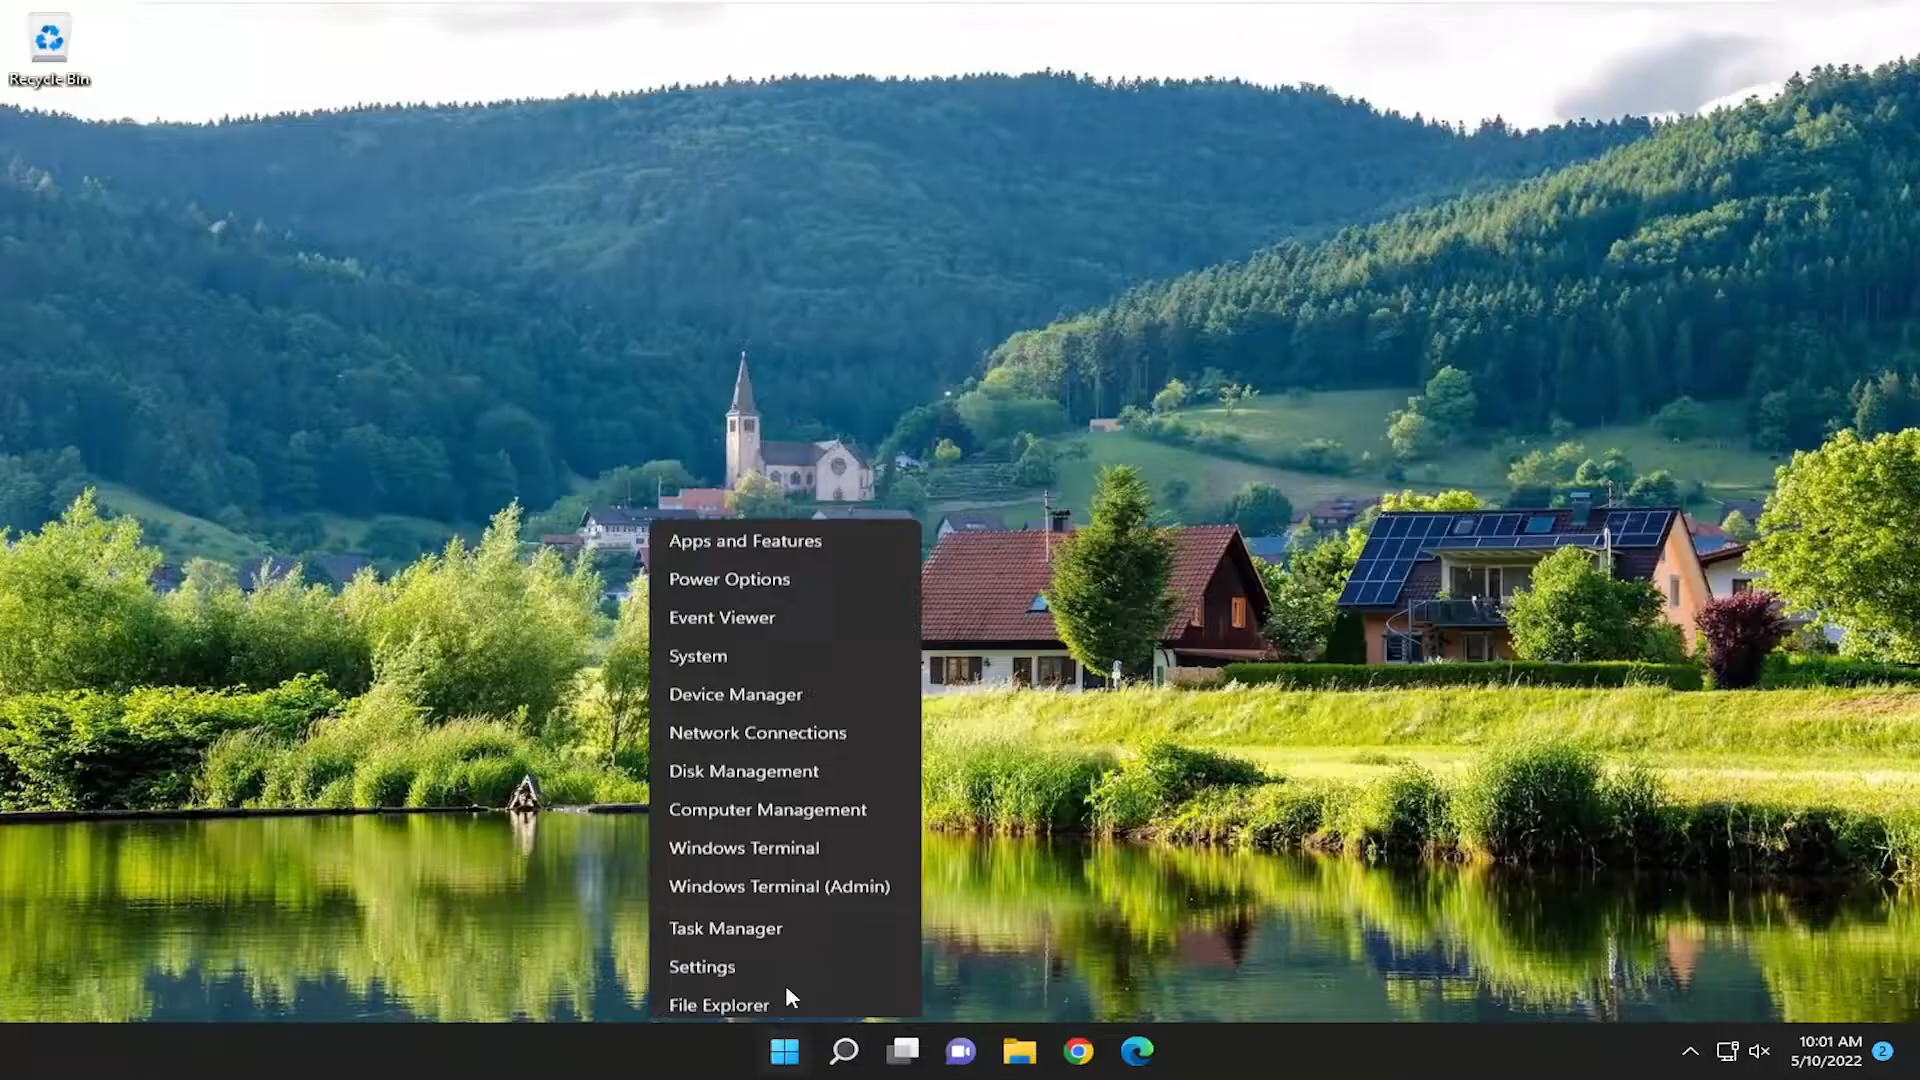 Recycle Bin
Apps and Features
Power Options
Event Viewer
System
Device Manager
Network Connections
Disk Management
Computer Management
Windows Terminal
Windows Terminal (Admin)
Task Manager
Settings
File Explorer
10:01 AM
5/10/2022
2